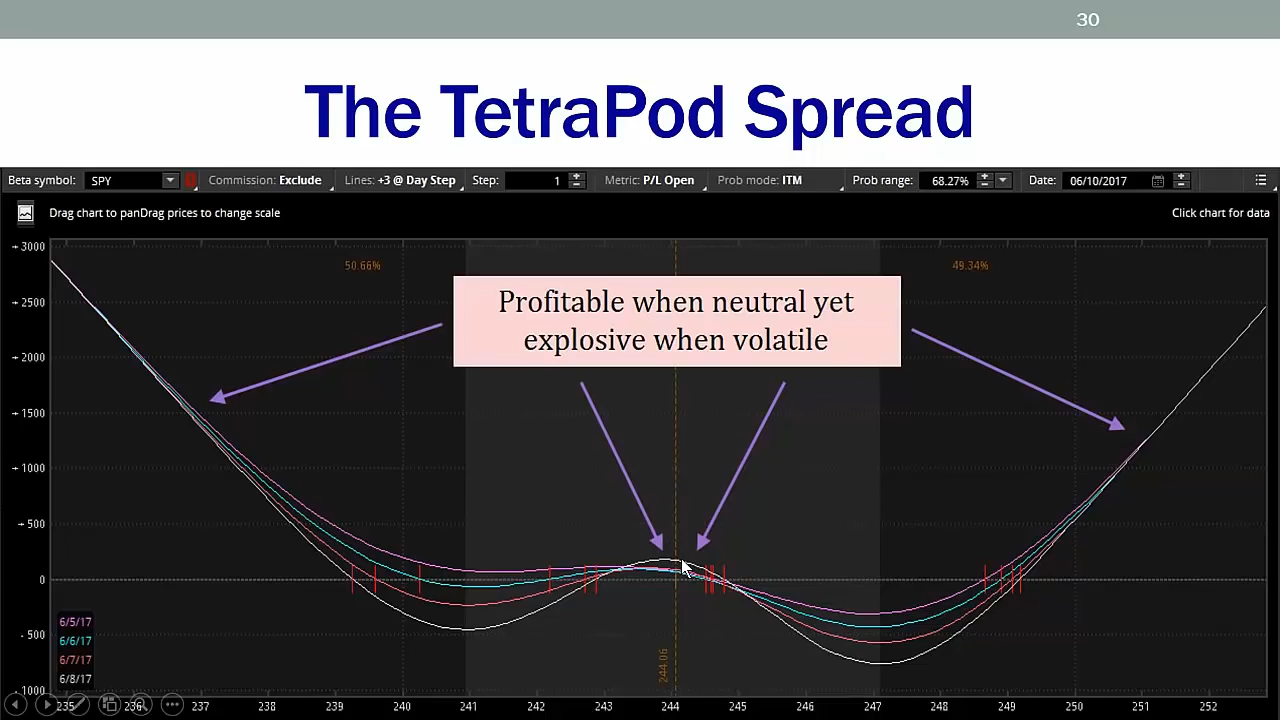 30
The TetraPod Spread
Beta symbol: SPY Commission: Exclude Lines: +3 @ Day Step Step: 1 Metric: P/L Open Prob mode: ITM Prob range: 68.27% Date: 06/10/2017
Drag chart to panDrag prices to change scale Click chart for data
+3000
50.66% 49.34%
Profitable when neutral yet
explosive when volatile
+2500
+2000
+1500
+1000
+500
0
-500
6/5/17
6/6/17
6/7/17
6/8/17
244.06
1000
235 236 237 238 239 240 241 242 243 244 245 246 247 248 249 250 251 252